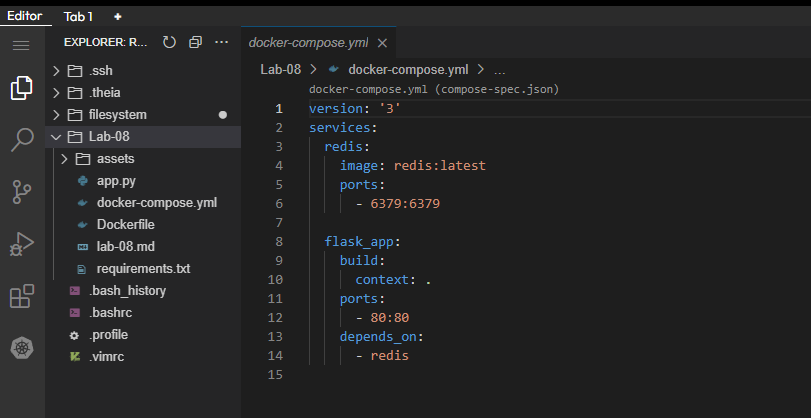 Editor Tab 1 +
EXPLORER: R... ...
docker-compose.yml
.ssh
.theia
filesystem
Lab-08
assets
app.py
docker-compose.yml
Dockerfile
lab-08.md
requirements.txt
.bash_history
.bashrc
.profile
.vimrc
Lab-08 > docker-compose.yml > ...
docker-compose.yml (compose-spec.json)
1 version: '3'
2 services:
3   redis:
4     image: redis:latest
5     ports:
6       - 6379:6379
7
8   flask_app:
9     build:
10       context: .
11     ports:
12       - 80:80
13     depends_on:
14       - redis
15